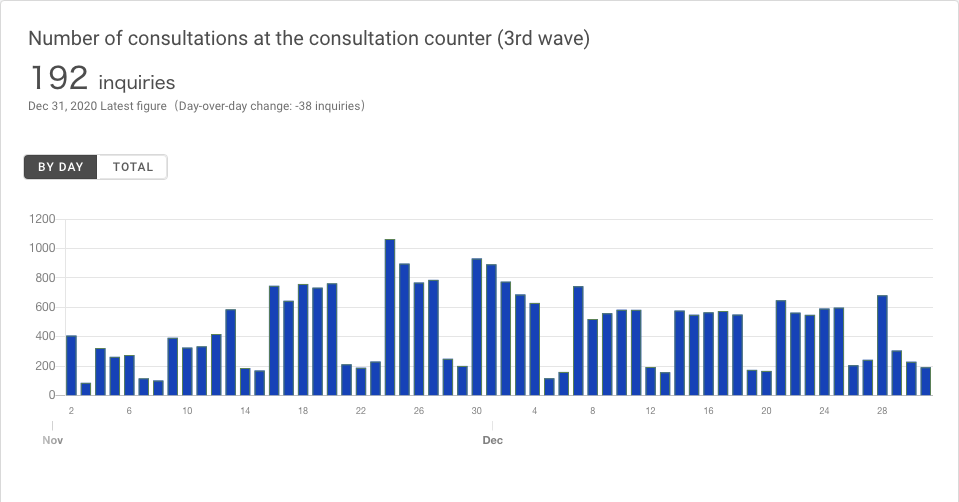 Number of consultations at the consultation counter (3rd wave)
192 inquiries
Dec 31, 2020 Latest figure（Day-over-day change: -38 inquiries）
BY DAY TOTAL
1200
1000
800
600
400
200
0
2 6 10 14 18 22 26 30 4 8 12 16 20 24 28
Nov Dec